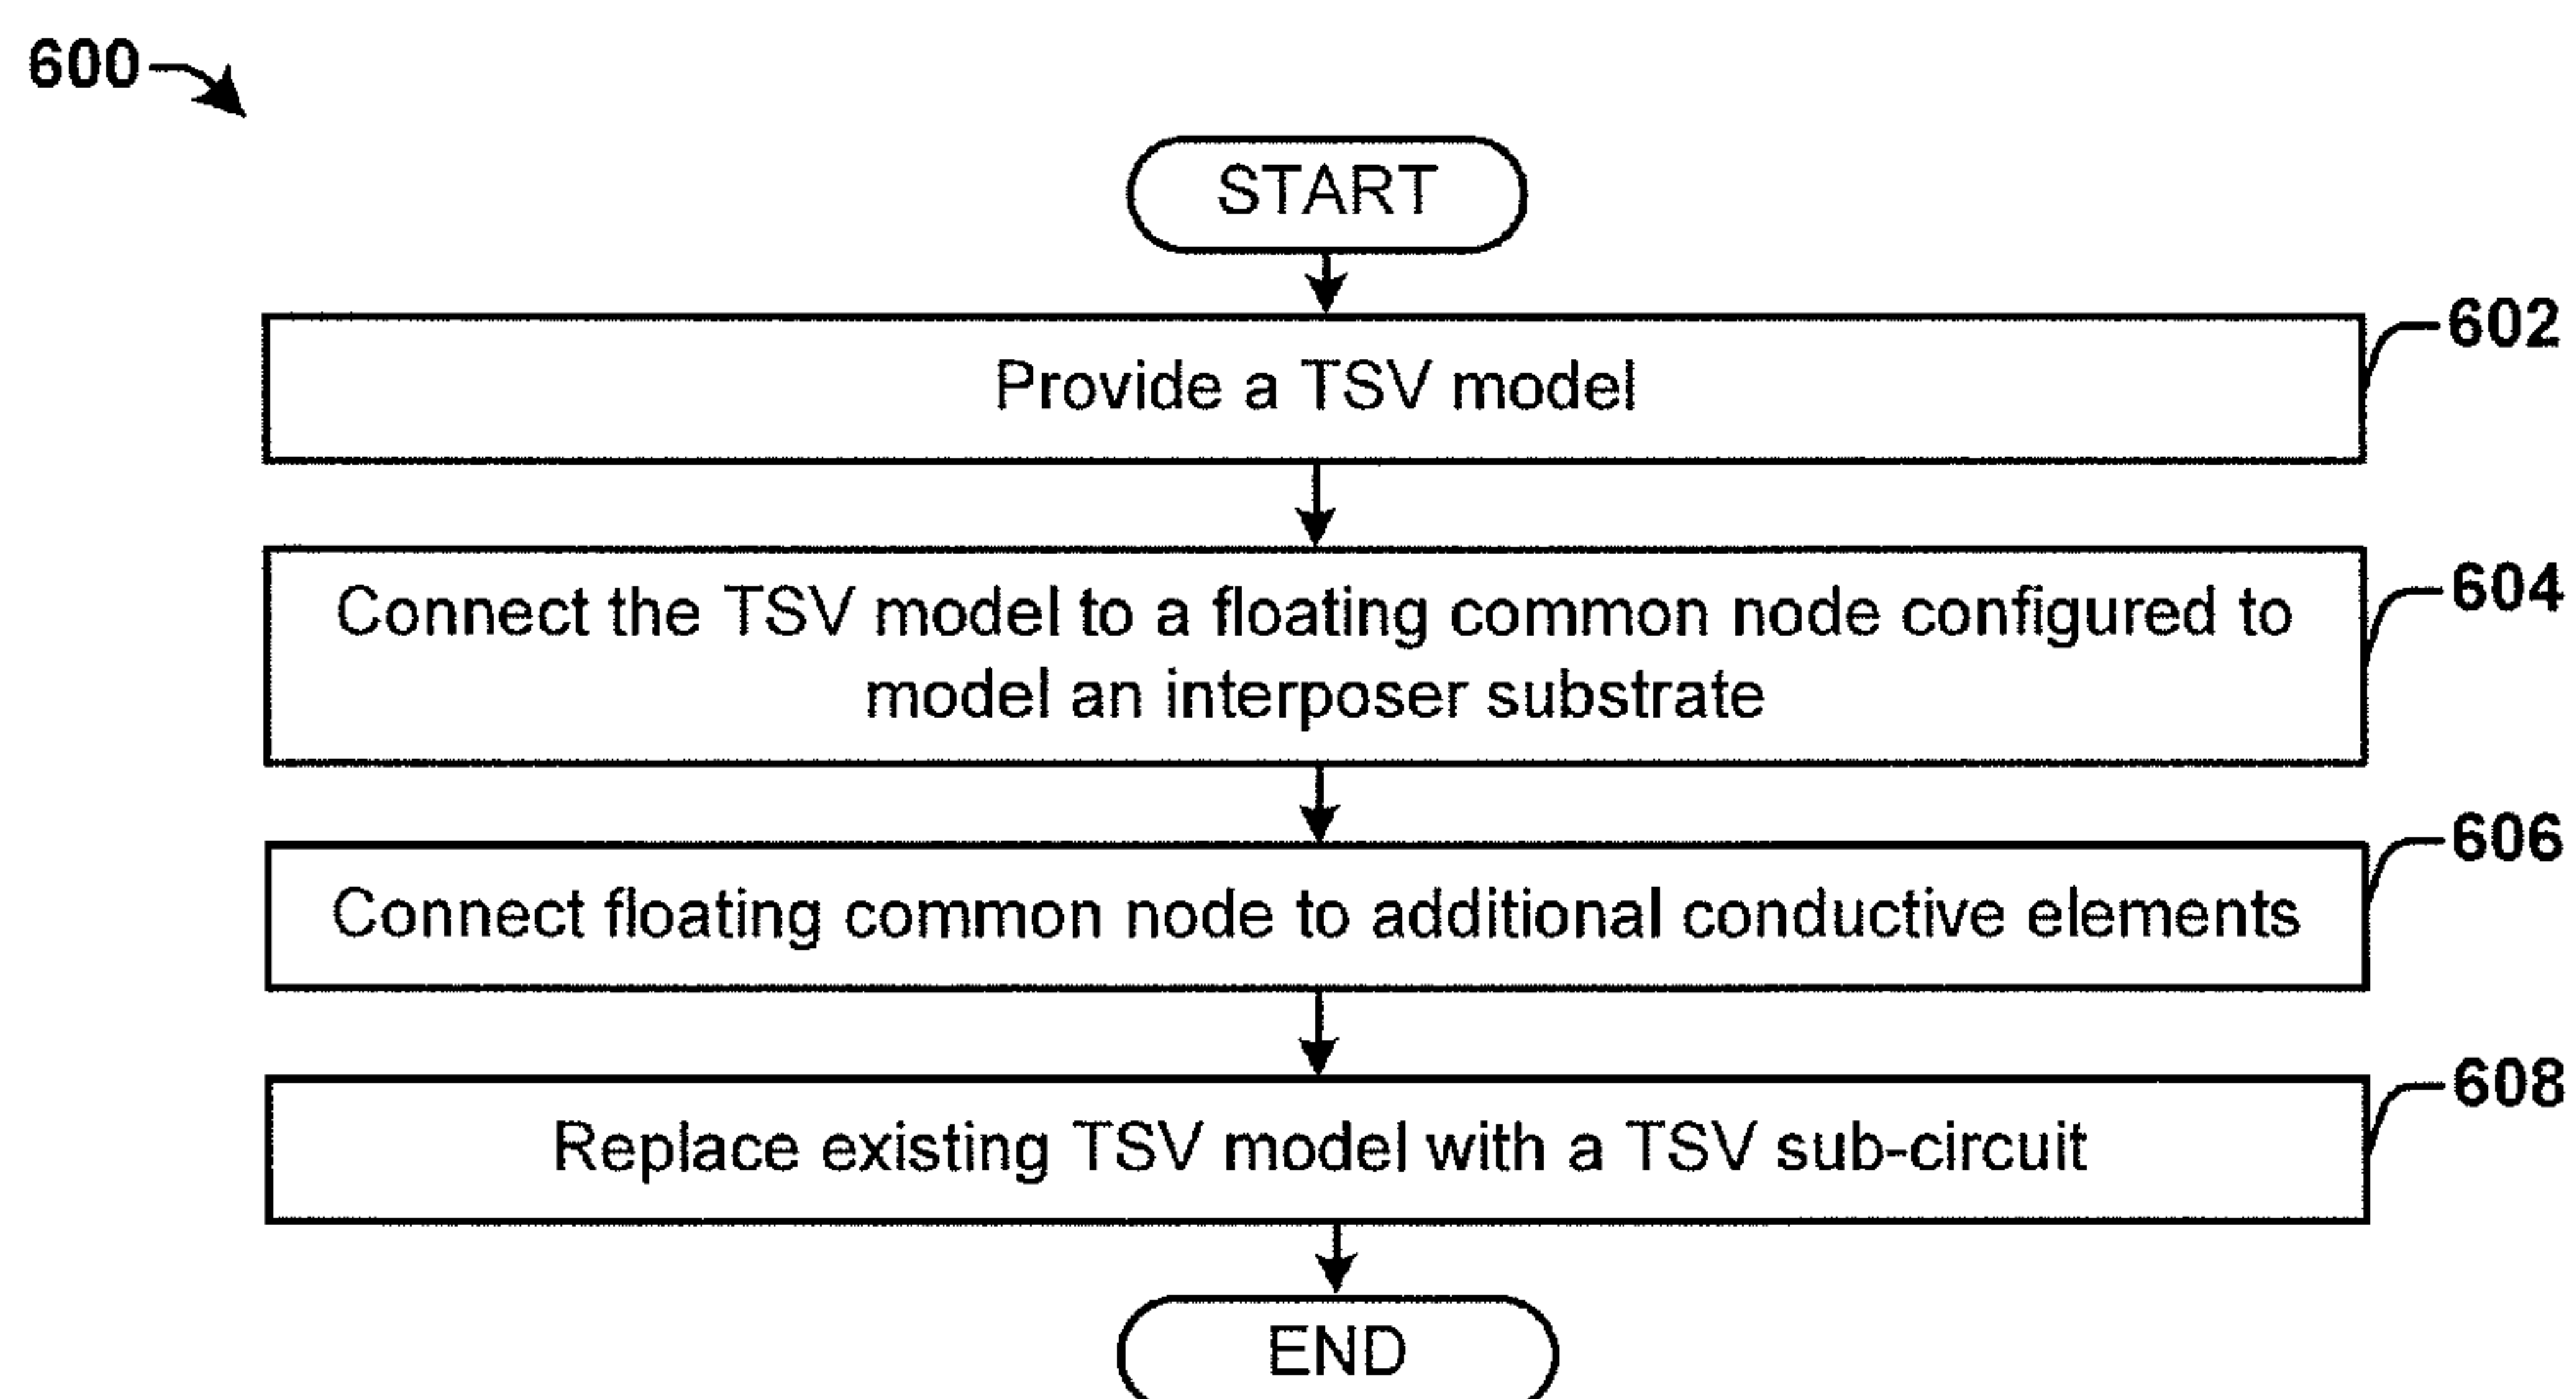 600
START
Provide a TSV model
602
Connect the TSV model to a floating common node configured to
model an interposer substrate
604
Connect floating common node to additional conductive elements
606
Replace existing TSV model with a TSV sub-circuit
608
END